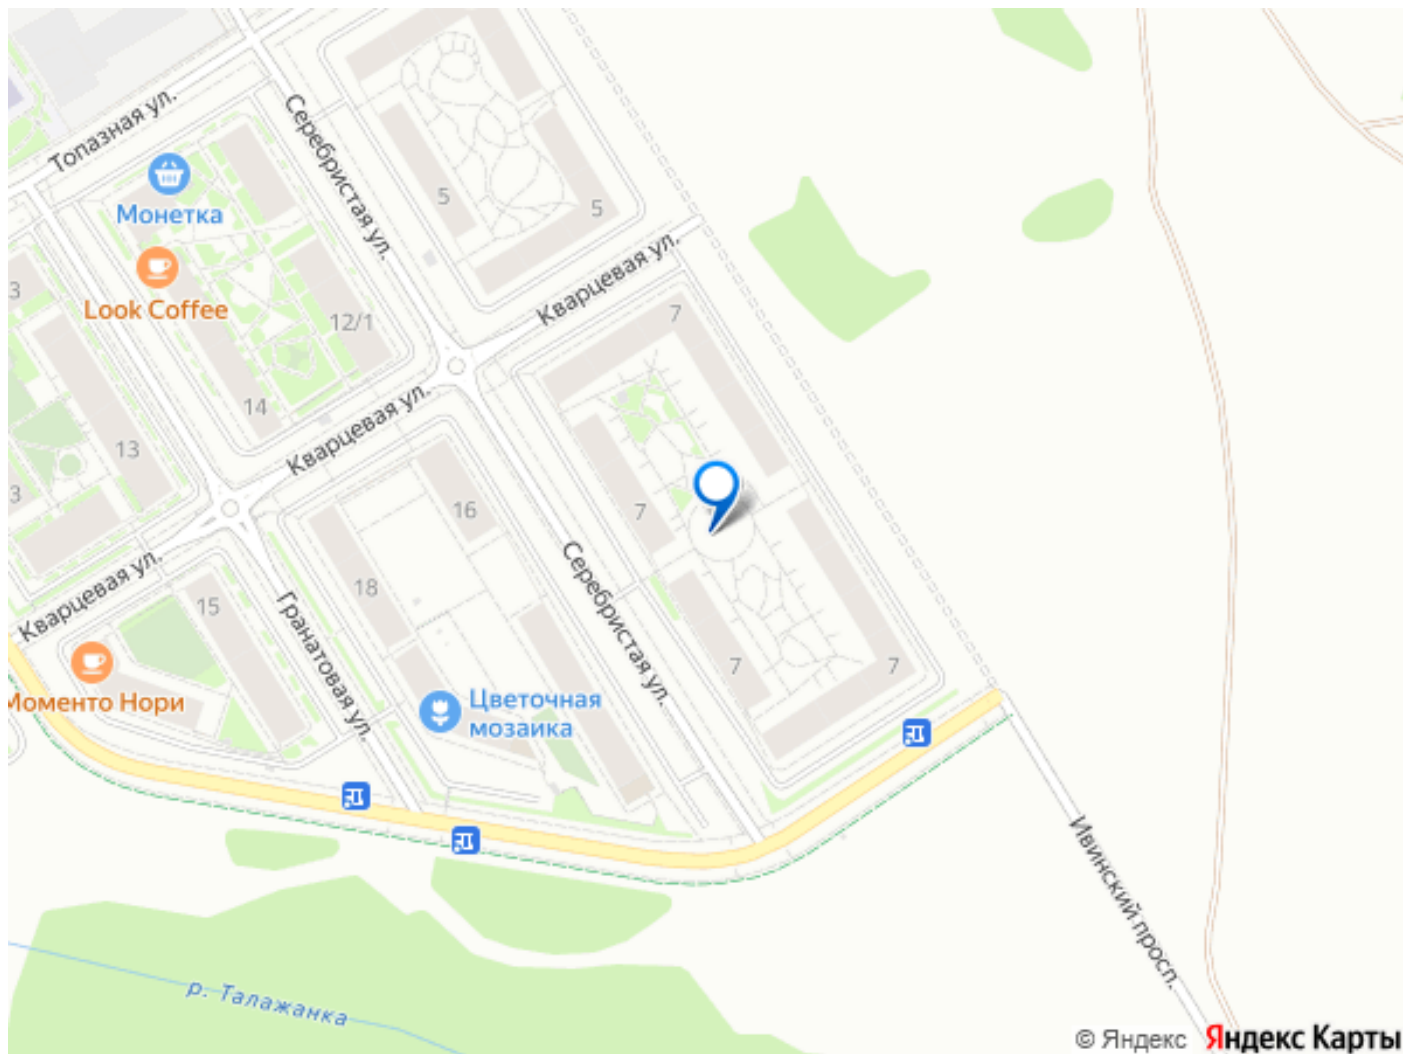 Топазная ул.
Серебристая ул.
Монетка
5
5
Look Coffee
3
12/1
Кварцевая ул.
7
14
Кварцевая ул.
13
3
16
7
Серебристая ул.
18
15
Гранатовая ул.
Кварцевая ул.
7
7
Моменто Нори
Цветочная
мозаика
Ивинский просп.
р. Талажанка
© Яндекс
Яндекс Карты